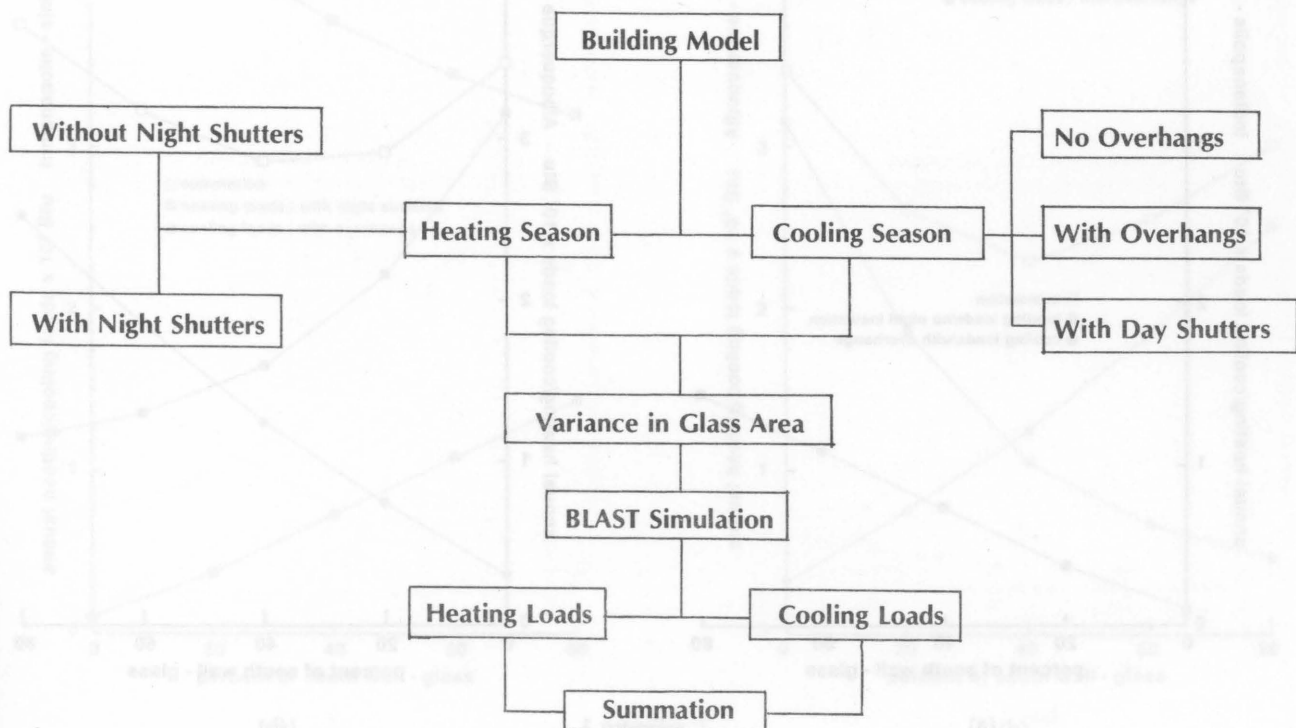 Building Model
Without Night Shutters
No Overhangs
Heating Season
Cooling Season
With Overhangs
With Night Shutters
With Day Shutters
Variance in Glass Area
BLAST Simulation
Heating Loads
Cooling Loads
Summation